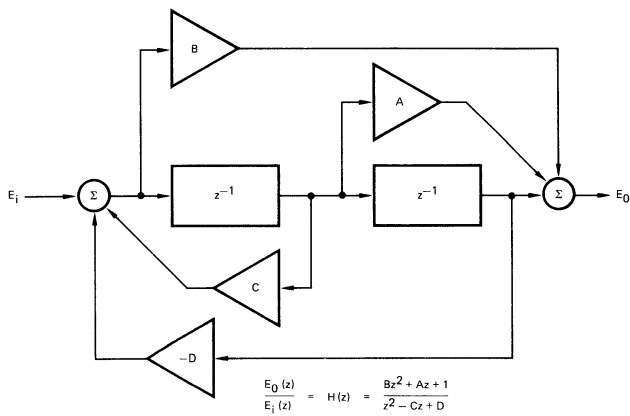 B
A
E_i
Σ
z^{-1}
z^{-1}
Σ
E_0
C
-D
E_0(z) / E_i(z) = H(z) = Bz^2 + Az + 1 / z^2 - Cz + D